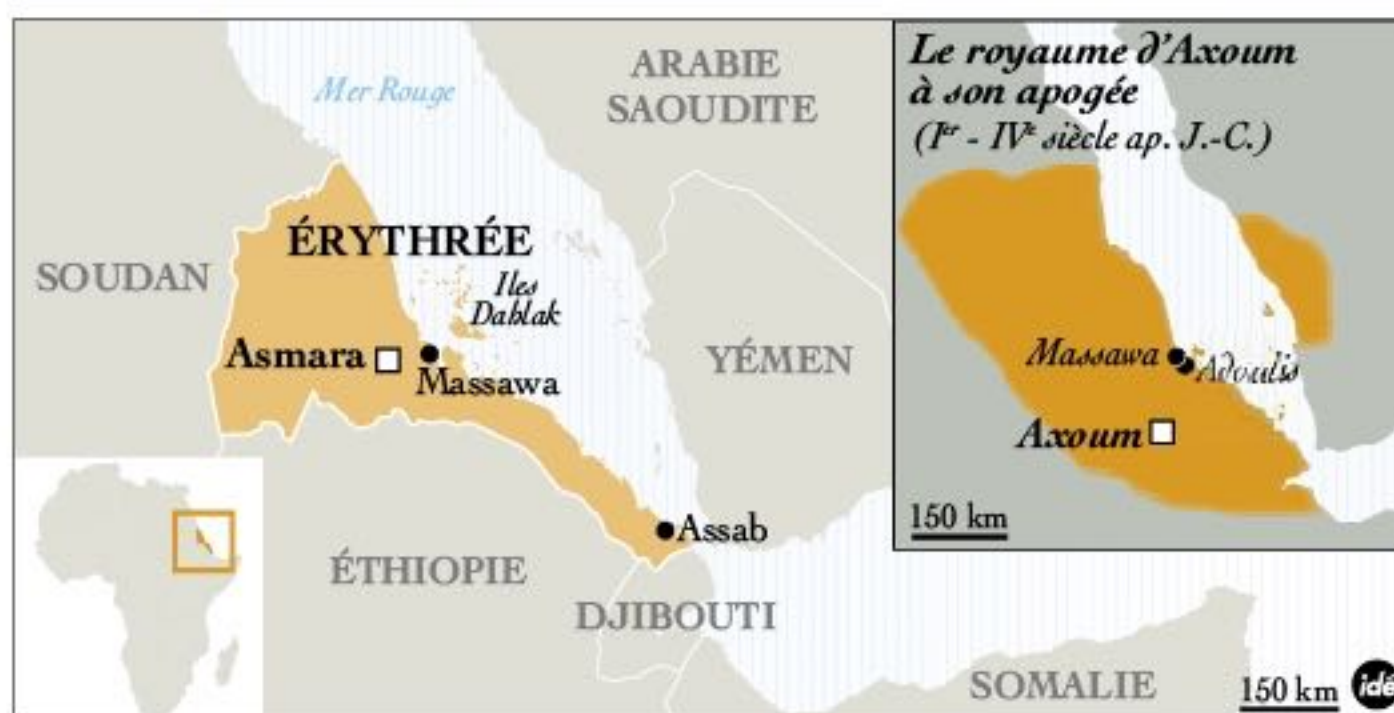 Mer Rouge
ARABIE
SAOUDITE
ÉRYTHRÉE
SOUDAN
Iles
Dahlak
Asmara
Massawa
YÉMEN
Assab
ÉTHIOPIE
DJIBOUTI
SOMALIE
150 km
idé
Le royaume d'Axoum
à son apogée
(Iᵉʳ - IVᵉ siècle ap. J.-C.)
Massawa
Adoulis
Axoum
150 km